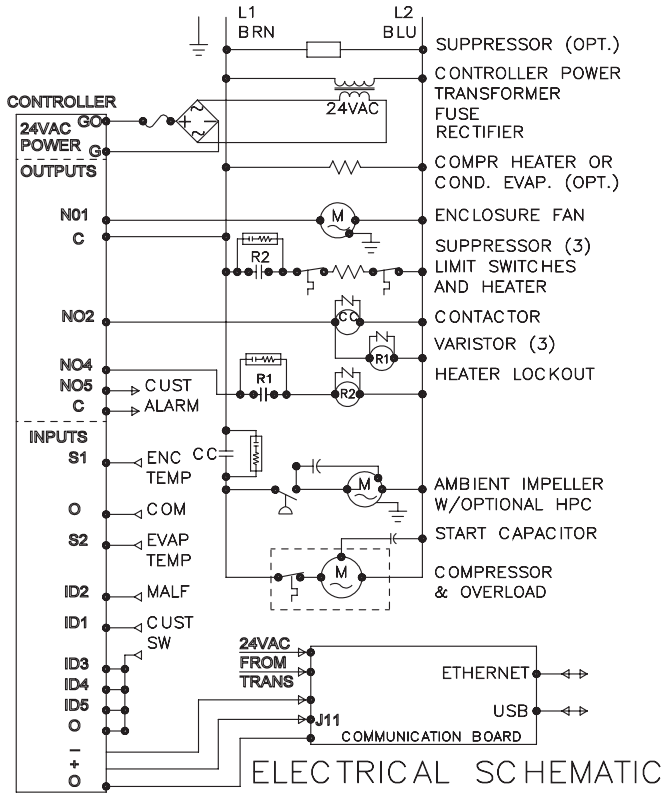 L1
BRN
L2
BLU
SUPPRESSOR (OPT.)
CONTROLLER POWER
TRANSFORMER
FUSE
RECTIFIER
24VAC
CONTROLLER
24VAC
POWER
GO
G
OUTPUTS
COMPR HEATER OR
COND. EVAP. (OPT.)
N01
C
M
ENCLOSURE FAN
R2
SUPPRESSOR (3)
LIMIT SWITCHES
AND HEATER
NO2
CC
CONTACTOR
R1
VARISTOR (3)
HEATER LOCKOUT
NO4
NO5
C
CUST
ALARM
R1
R2
INPUTS
S1
ENC
TEMP
CC
M
AMBIENT IMPELLER
W/OPTIONAL HPC
O
COM
START CAPACITOR
S2
EVAP
TEMP
M
COMPRESSOR
& OVERLOAD
ID2
MALF
ID1
CUST
SW
ID3
ID4
ID5
O
24VAC
FROM
TRANS
ETHERNET
USB
J11
COMMUNICATION BOARD
–
+
O
ELECTRICAL SCHEMATIC